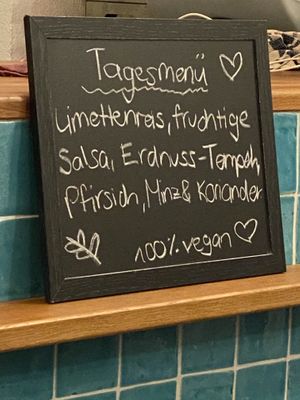 Tagesmenü
Limettenreis, fruchtige
Salsa, Erdnuss-Tempeh,
Pfirsich, Minz & Koriander
100% vegan